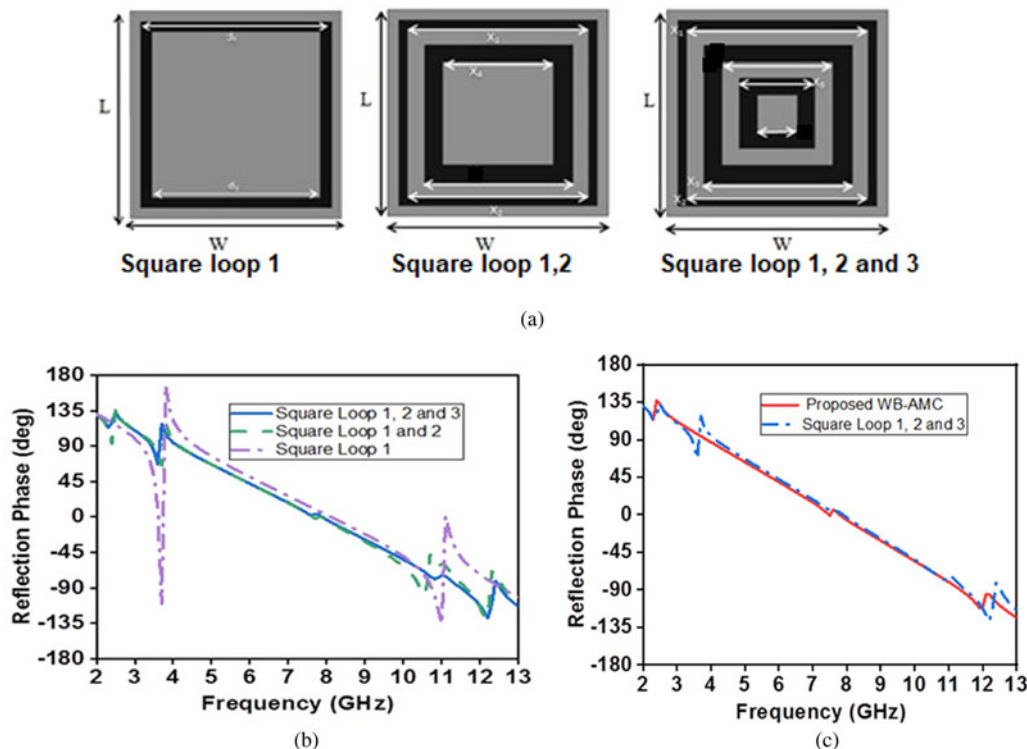 L
W
Square loop 1
L
X₄
X₂
W
Square loop 1,2
L
X₅
X₂
W
Square loop 1, 2 and 3
(a)
180
135
90
45
0
-45
-90
-135
-180
Reflection Phase (deg)
Square Loop 1, 2 and 3
Square Loop 1 and 2
Square Loop 1
2 3 4 5 6 7 8 9 10 11 12 13
Frequency (GHz)
(b)
180
135
90
45
0
-45
-90
-135
-180
Reflection Phase (deg)
Proposed WB-AMC
Square Loop 1, 2 and 3
2 3 4 5 6 7 8 9 10 11 12 13
Frequency (GHz)
(c)